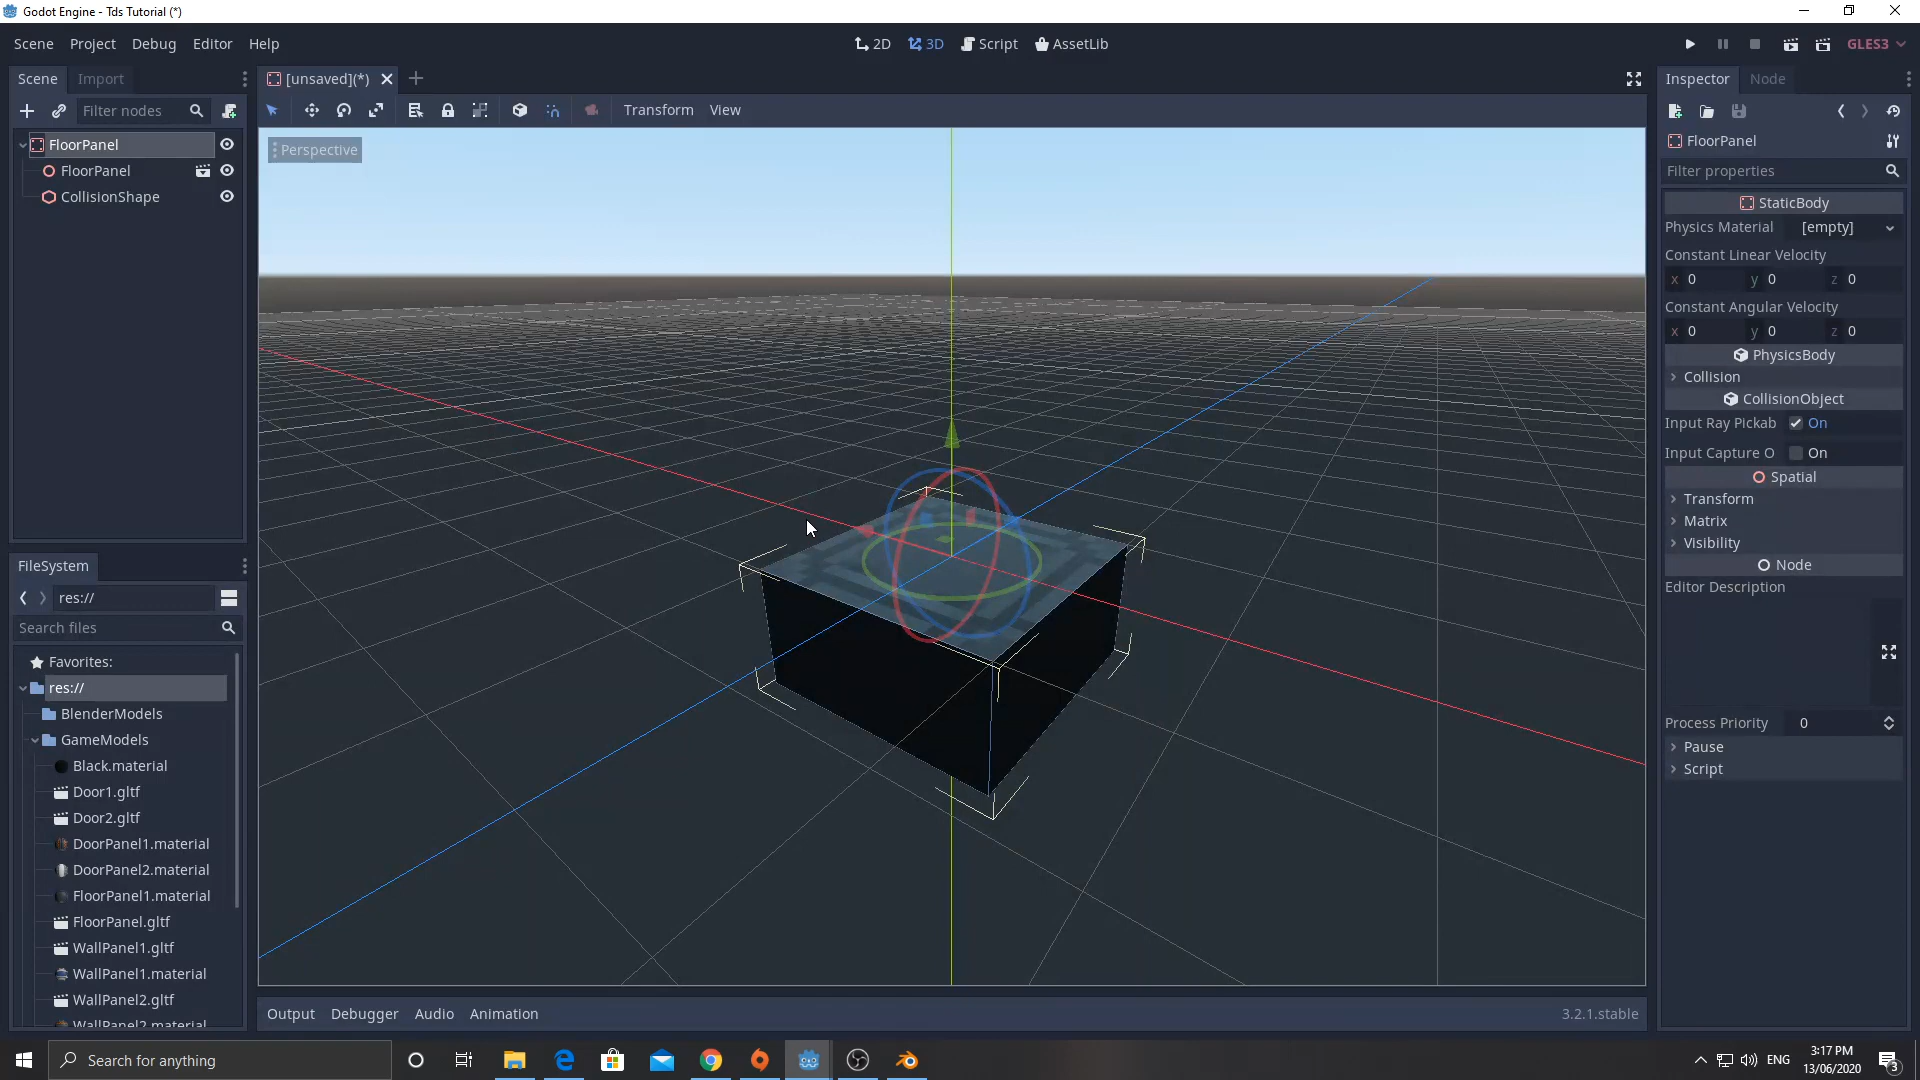 Godot Engine - Tds Tutorial (*)
Scene Project Debug Editor Help
2D 3D Script AssetLib
GLES3
Scene Import
[unsaved](*)
Inspector Node
Filter nodes
Transform View
FloorPanel
FloorPanel
CollisionShape
Perspective
FloorPanel
Filter properties
StaticBody
Physics Material [empty]
Constant Linear Velocity
x 0 y 0 z 0
Constant Angular Velocity
x 0 y 0 z 0
PhysicsBody
Collision
CollisionObject
Input Ray Pickab On
Input Capture O On
Spatial
Transform
Matrix
Visibility
Node
Editor Description
Process Priority 0
Pause
Script
FileSystem
res://
Search files
Favorites:
res://
BlenderModels
GameModels
Black.material
Door1.gltf
Door2.gltf
DoorPanel1.material
DoorPanel2.material
FloorPanel1.material
FloorPanel.gltf
WallPanel1.gltf
WallPanel1.material
WallPanel2.gltf
WallPanel2.material
Output Debugger Audio Animation
3.2.1.stable
Search for anything
ENG
3:17 PM
13/06/2020
3